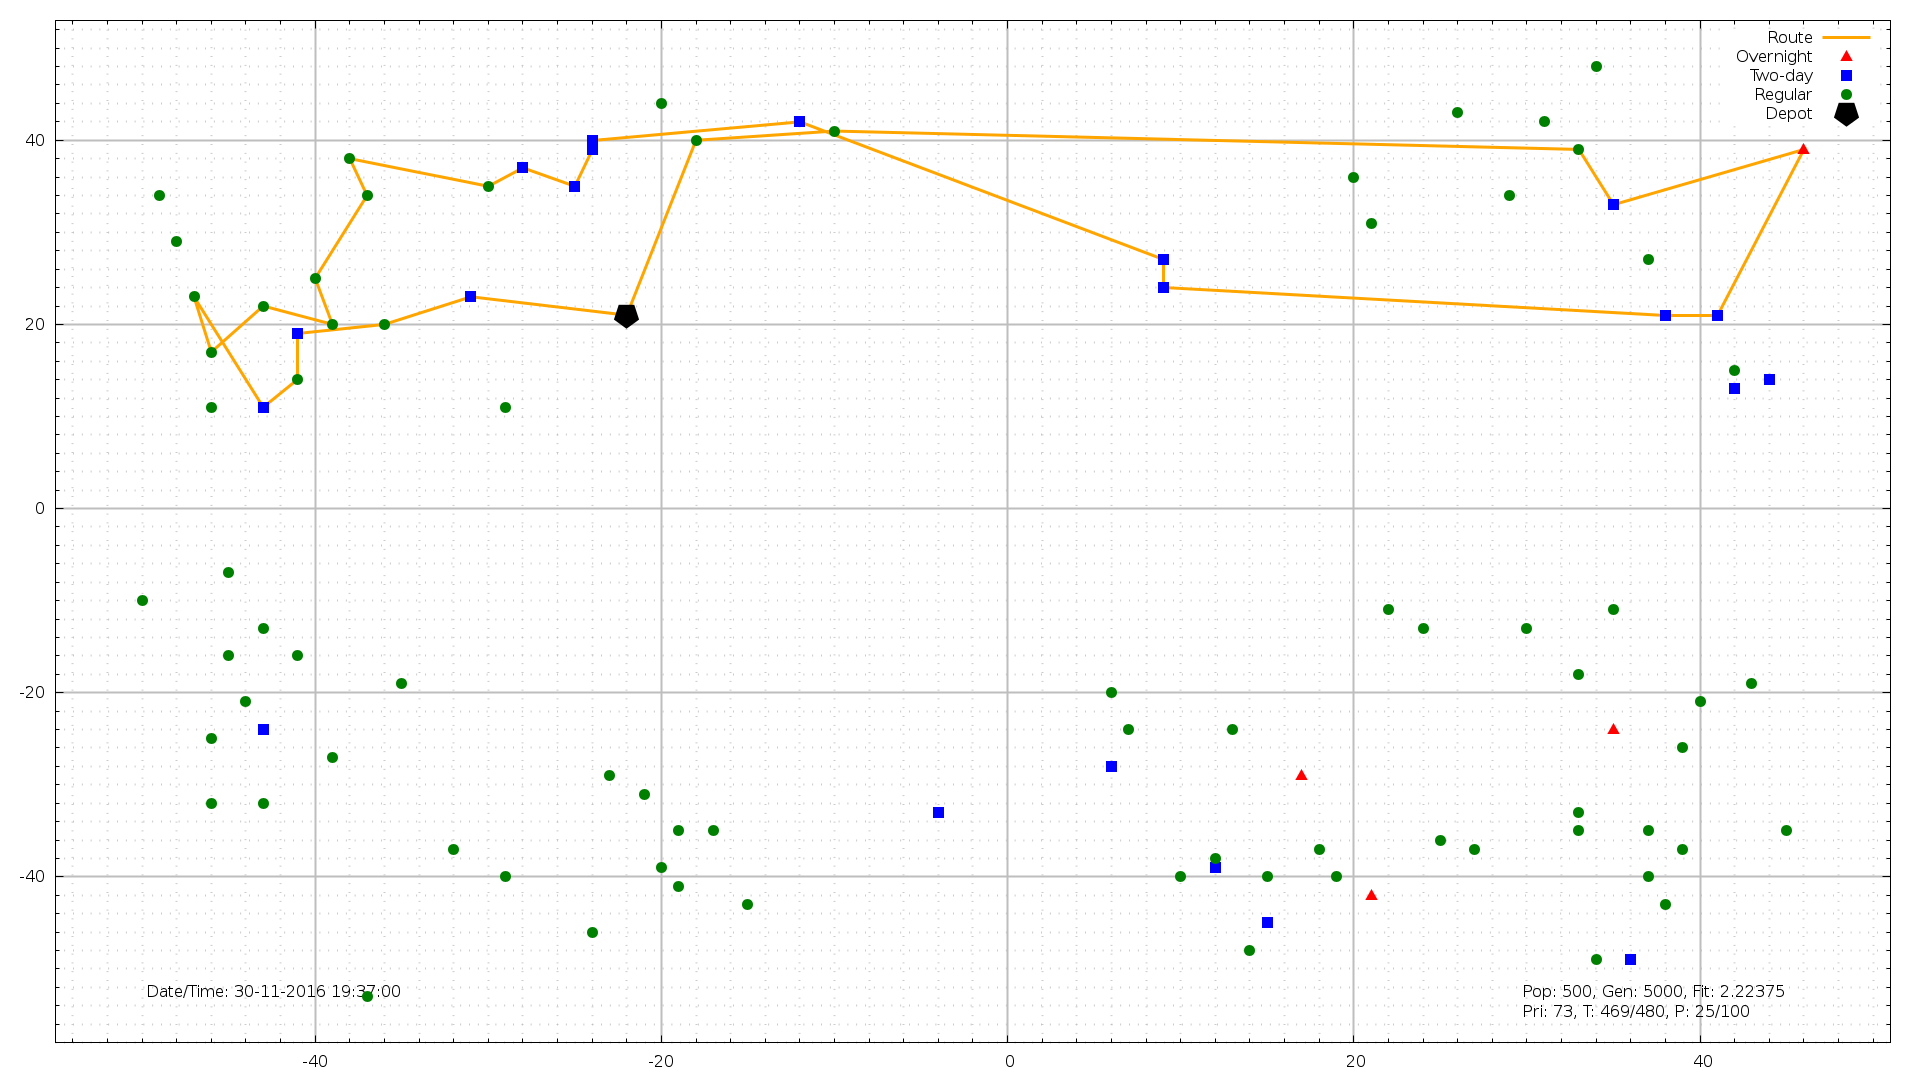 Route
Overnight
Two-day
Regular
Depot
40
20
0
-20
-40
Date/Time: 30-11-2016 19:37:00
Pop: 500, Gen: 5000, Fit: 2.22375
Pri: 73, T: 469/480, P: 25/100
-40
-20
0
20
40